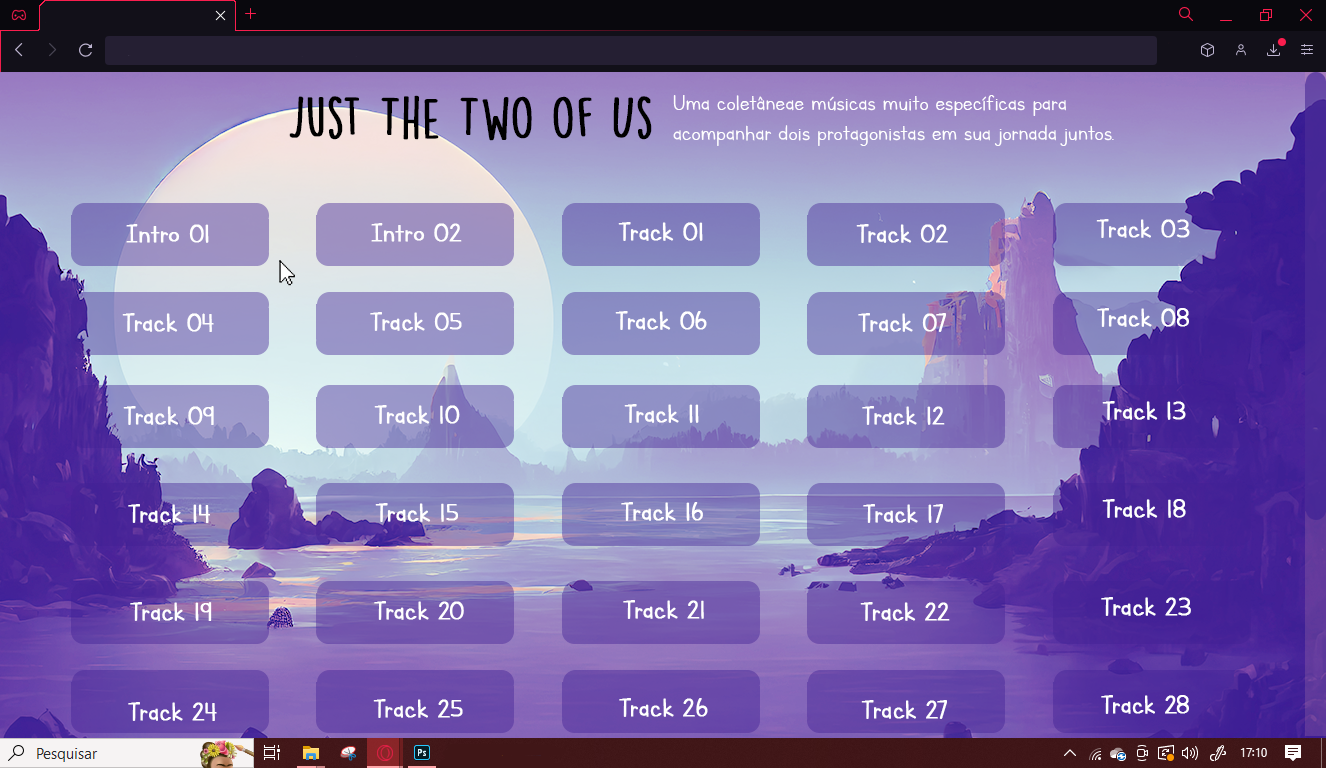 JUST THE TWO OF US
Uma coletâneae músicas muito específicas para
acompanhar dois protagonistas em sua jornada juntos.
Intro 01
Intro 02
Track 01
Track 02
Track 03
Track 04
Track 05
Track 06
Track 07
Track 08
Track 09
Track 10
Track 11
Track 12
Track 13
Track 14
Track 15
Track 16
Track 17
Track 18
Track 19
Track 20
Track 21
Track 22
Track 23
Track 24
Track 25
Track 26
Track 27
Track 28
Pesquisar
Ps
17:10